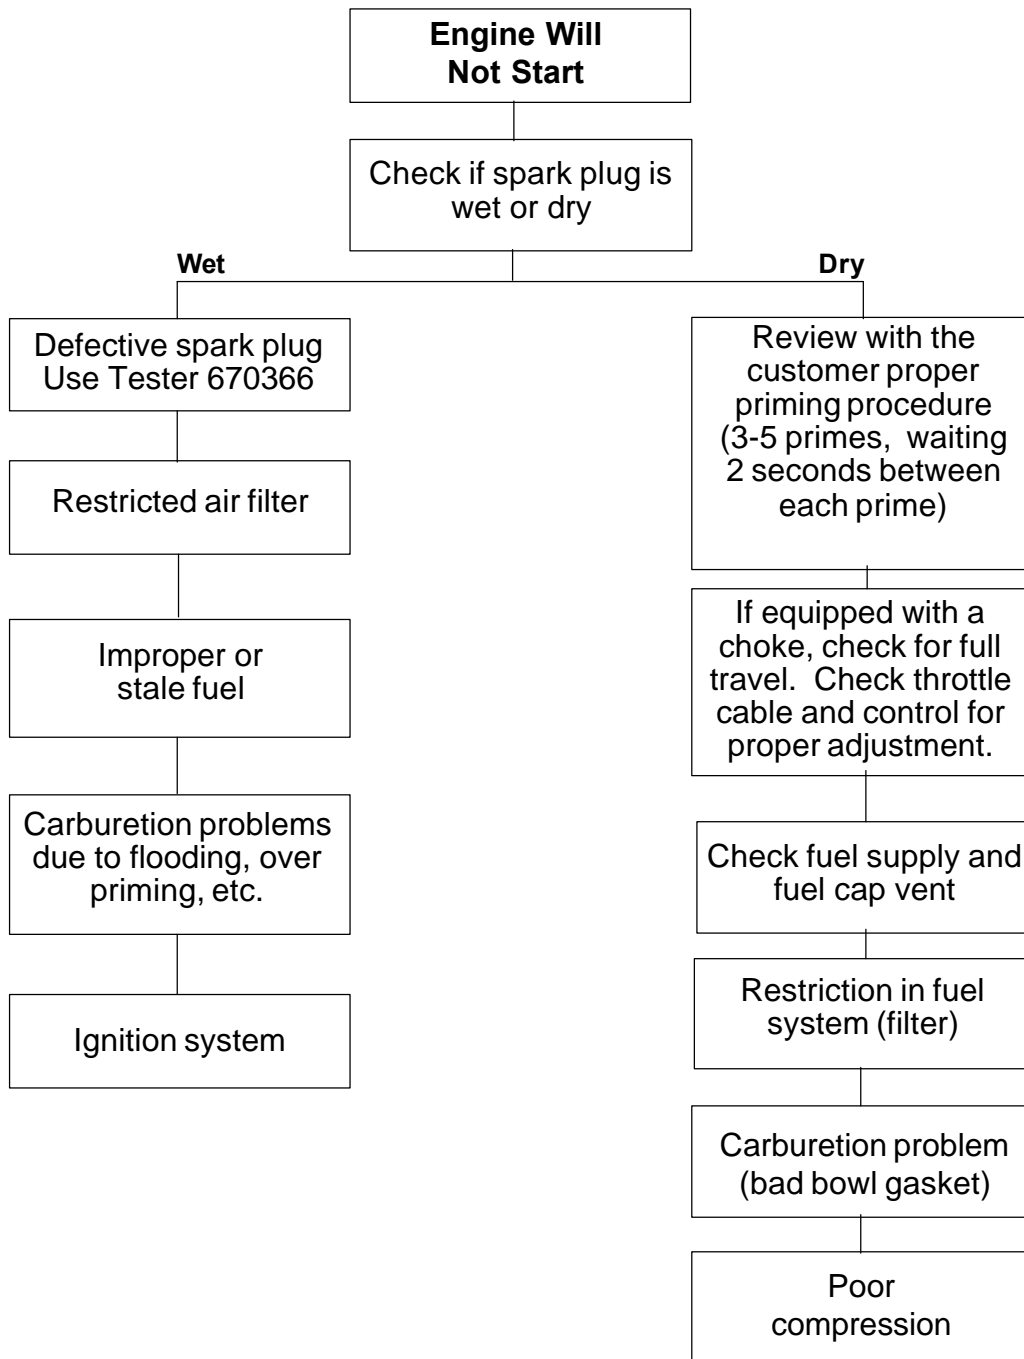 Engine Will
Not Start
Check if spark plug is
wet or dry
Wet
Dry
Defective spark plug
Use Tester 670366
Restricted air filter
Improper or
stale fuel
Carburetion problems
due to flooding, over
priming, etc.
Ignition system
Review with the
customer proper
priming procedure
(3-5 primes, waiting
2 seconds between
each prime)
If equipped with a
choke, check for full
travel. Check throttle
cable and control for
proper adjustment.
Check fuel supply and
fuel cap vent
Restriction in fuel
system (filter)
Carburetion problem
(bad bowl gasket)
Poor
compression